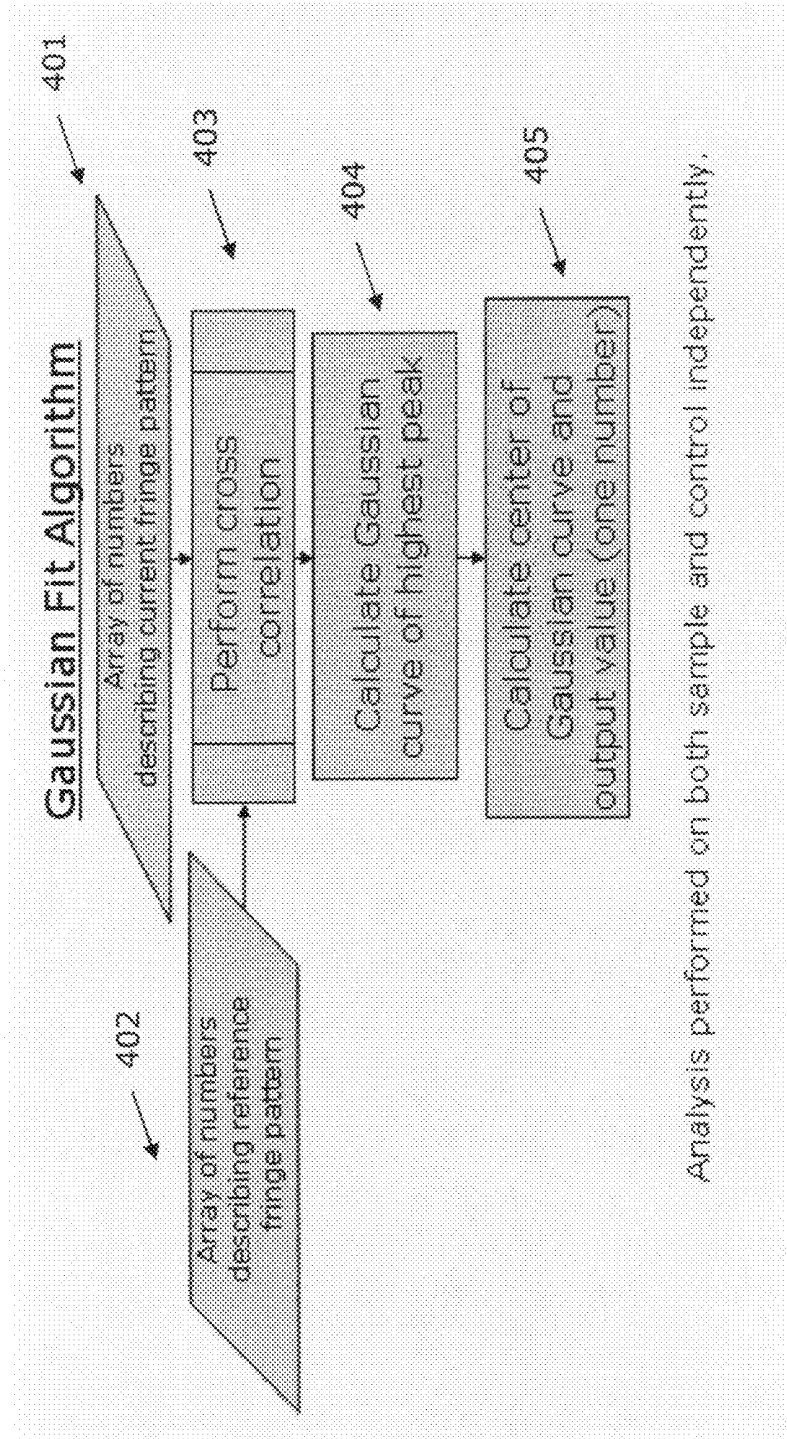 Gaussian Fit Algorithm
401
Array of numbers
describing current fringe pattern
402
Array of numbers
describing reference
fringe pattern
403
Perform cross
correlation
404
Calculate Gaussian
curve of highest peak
405
Calculate center of
Gaussian curve and
output value (one number)
Analysis performed on both sample and control independently.